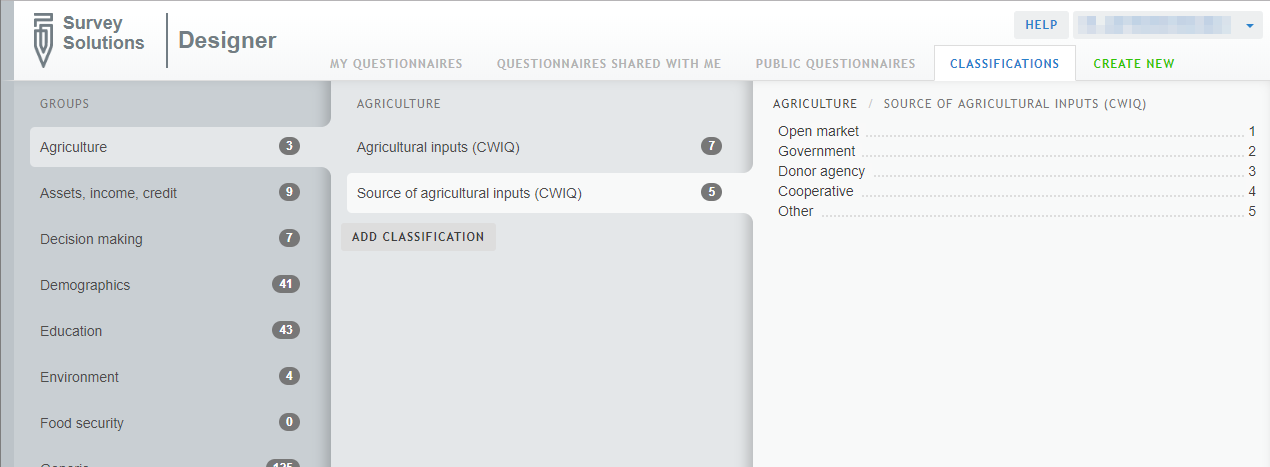 Survey
Solutions
Designer
HELP
MY QUESTIONNAIRES
QUESTIONNAIRES SHARED WITH ME
PUBLIC QUESTIONNAIRES
CLASSIFICATIONS
CREATE NEW
GROUPS
Agriculture 3
Assets, income, credit 9
Decision making 7
Demographics 41
Education 43
Environment 4
Food security 0
AGRICULTURE
Agricultural inputs (CWIQ) 7
Source of agricultural inputs (CWIQ) 5
ADD CLASSIFICATION
AGRICULTURE / SOURCE OF AGRICULTURAL INPUTS (CWIQ)
Open market 1
Government 2
Donor agency 3
Cooperative 4
Other 5